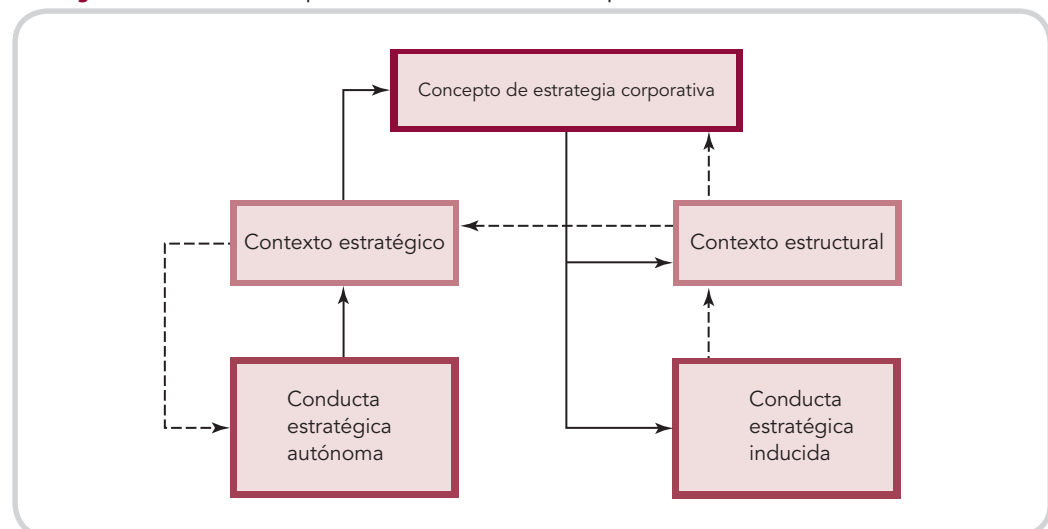 Concepto de estrategia corporativa
Contexto estratégico
Contexto estructural
Conducta
estratégica
autónoma
Conducta
estratégica
inducida